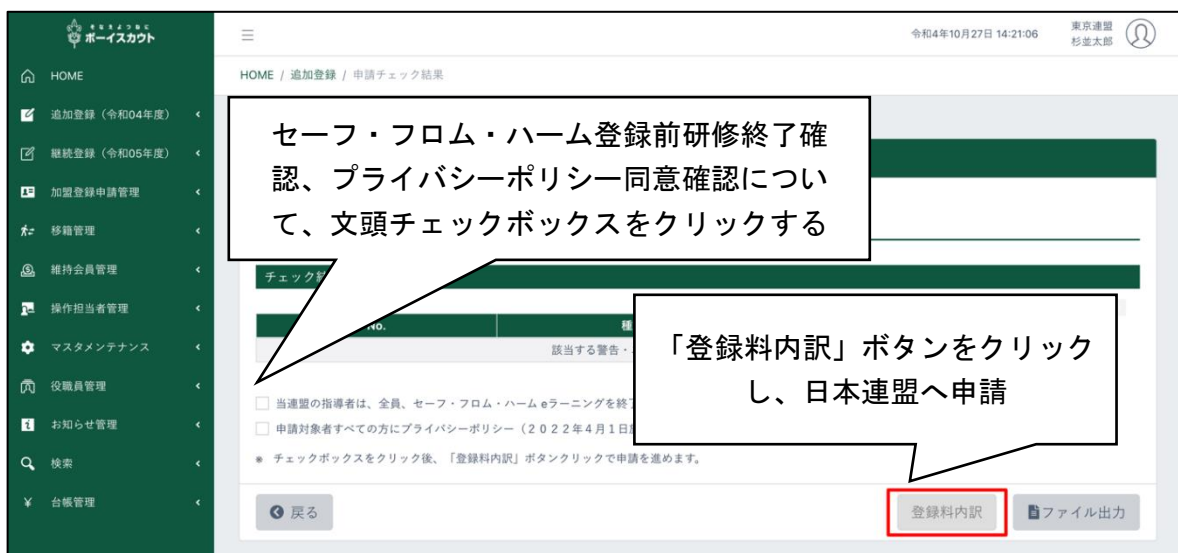 そなえよつねに
ボーイスカウト
令和4年10月27日 14:21:06
東京連盟
杉並太郎
HOME
追加登録（令和04年度）
継続登録（令和05年度）
加盟登録申請管理
移籍管理
維持会員管理
操作担当者管理
マスタメンテナンス
役職員管理
お知らせ管理
検索
台帳管理
HOME / 追加登録 / 申請チェック結果
セーフ・フロム・ハーム登録前研修終了確
認、プライバシーポリシー同意確認につい
て、文頭チェックボックスをクリックする
チェック結
No.
種
該当する警告・
「登録料内訳」ボタンをクリック
し、日本連盟へ申請
当連盟の指導者は、全員、セーフ・フロム・ハーム eラーニングを終
申請対象者すべての方にプライバシーポリシー（２０２２年４月１日
※ チェックボックスをクリック後、「登録料内訳」ボタンクリックで申請を進めます。
戻る
登録料内訳
ファイル出力